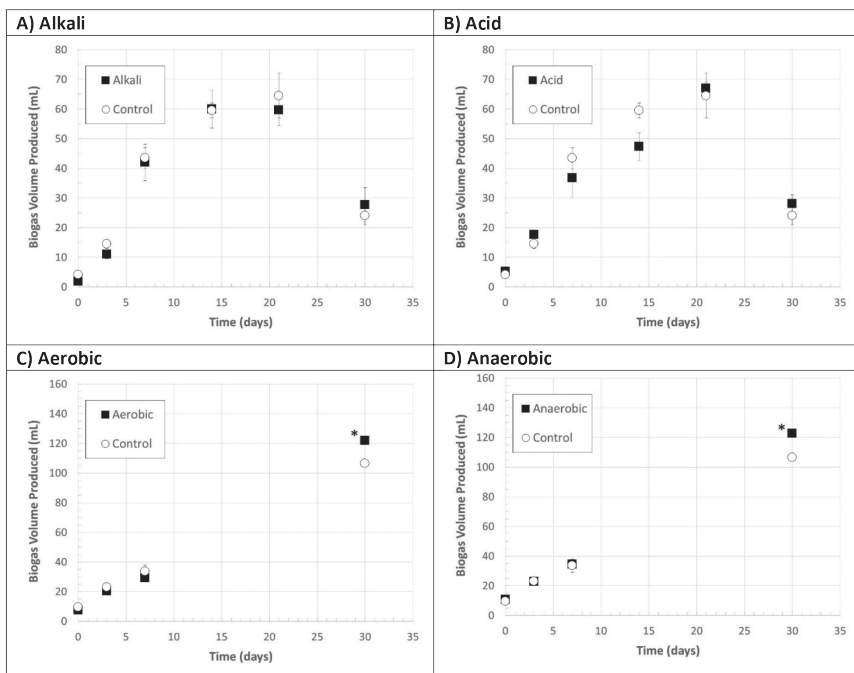 A) Alkali
80
70
60
50
40
30
20
10
0
Biogas Volume Produced (mL)
Alkali
Control
0 5 10 15 20 25 30 35
Time (days)
B) Acid
80
70
60
50
40
30
20
10
0
Biogas Volume Produced (mL)
Acid
Control
0 5 10 15 20 25 30 35
Time (days)
C) Aerobic
160
140
120
100
80
60
40
20
0
Biogas Volume Produced (mL)
Aerobic
Control
*
0 5 10 15 20 25 30 35
Time (days)
D) Anaerobic
160
140
120
100
80
60
40
20
0
Biogas Volume Produced (mL)
Anaerobic
Control
*
0 5 10 15 20 25 30 35
Time (days)